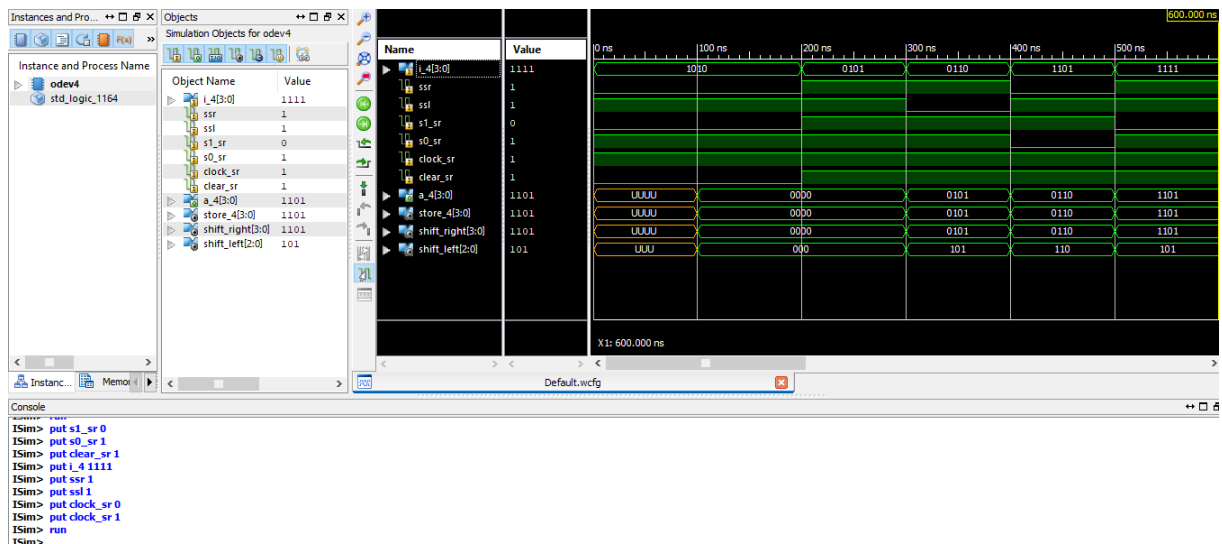 Instances and Pro...
Instance and Process Name
odev4
std_logic_1164
Instanc...
Objects
Simulation Objects for odev4
Object Name Value
i_4[3:0] 1111
ssr 1
ssl 1
s1_sr 0
s0_sr 1
clock_sr 1
clear_sr 1
a_4[3:0] 1101
store_4[3:0] 1101
shift_right[3:0] 1101
shift_left[2:0] 101
600.000 ns
Name Value 0 ns 100 ns 200 ns 300 ns 400 ns 500 ns
i_4[3:0] 1111 1010 0101 0110 1101 1111
ssr 1
ssl 1
s1_sr 0
s0_sr 1
clock_sr 1
clear_sr 1
a_4[3:0] 1101 UUUU 0000 0101 0110 1101
store_4[3:0] 1101 UUUU 0000 0101 0110 1101
shift_right[3:0] 1101 UUUU 0000 0101 0110 1101
shift_left[2:0] 101 UUU 000 101 110 101
X1: 600.000 ns
Default.wcfg
Console
ISim> put s1_sr 0
ISim> put s0_sr 1
ISim> put clear_sr 1
ISim> put i_4 1111
ISim> put ssr 1
ISim> put ssl 1
ISim> put clock_sr 0
ISim> put clock_sr 1
ISim> run
ISim>